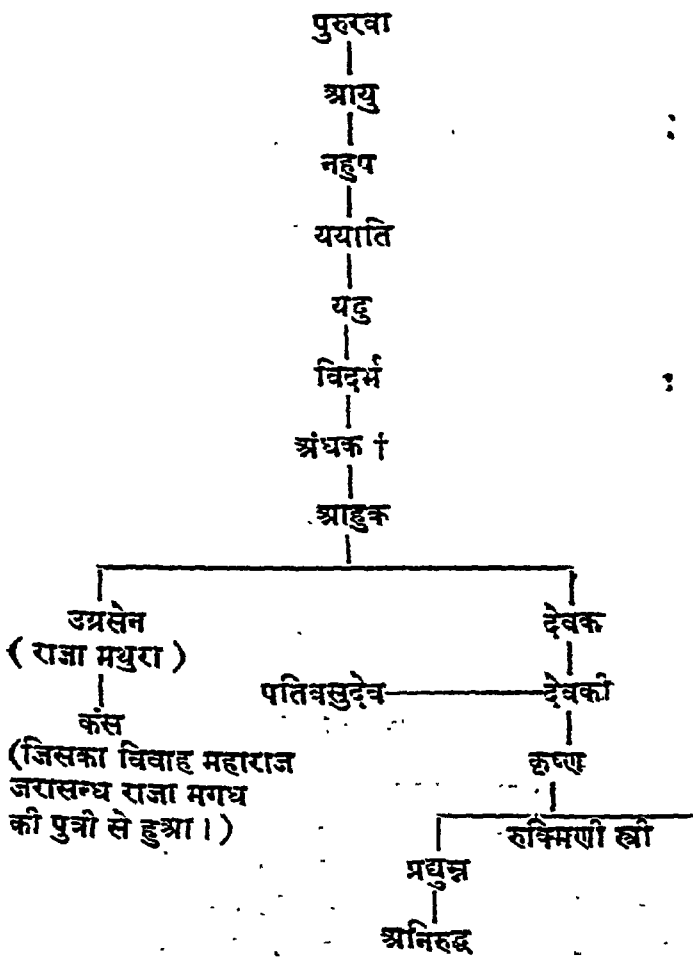 पुरुरवा
आयु
नहुष
ययाति
यदु
विदर्भ
अंधक †
आहुक
उग्रसेन
( राजा मथुरा )
देवक
पतिवसुदेव
देवकी
कंस
(जिसका विवाह महाराज
जरासन्ध राजा मगध
की पुत्री से हुआ।)
कृष्ण
रुक्मिणी स्त्री
प्रद्युम्न
अनिरुद्ध